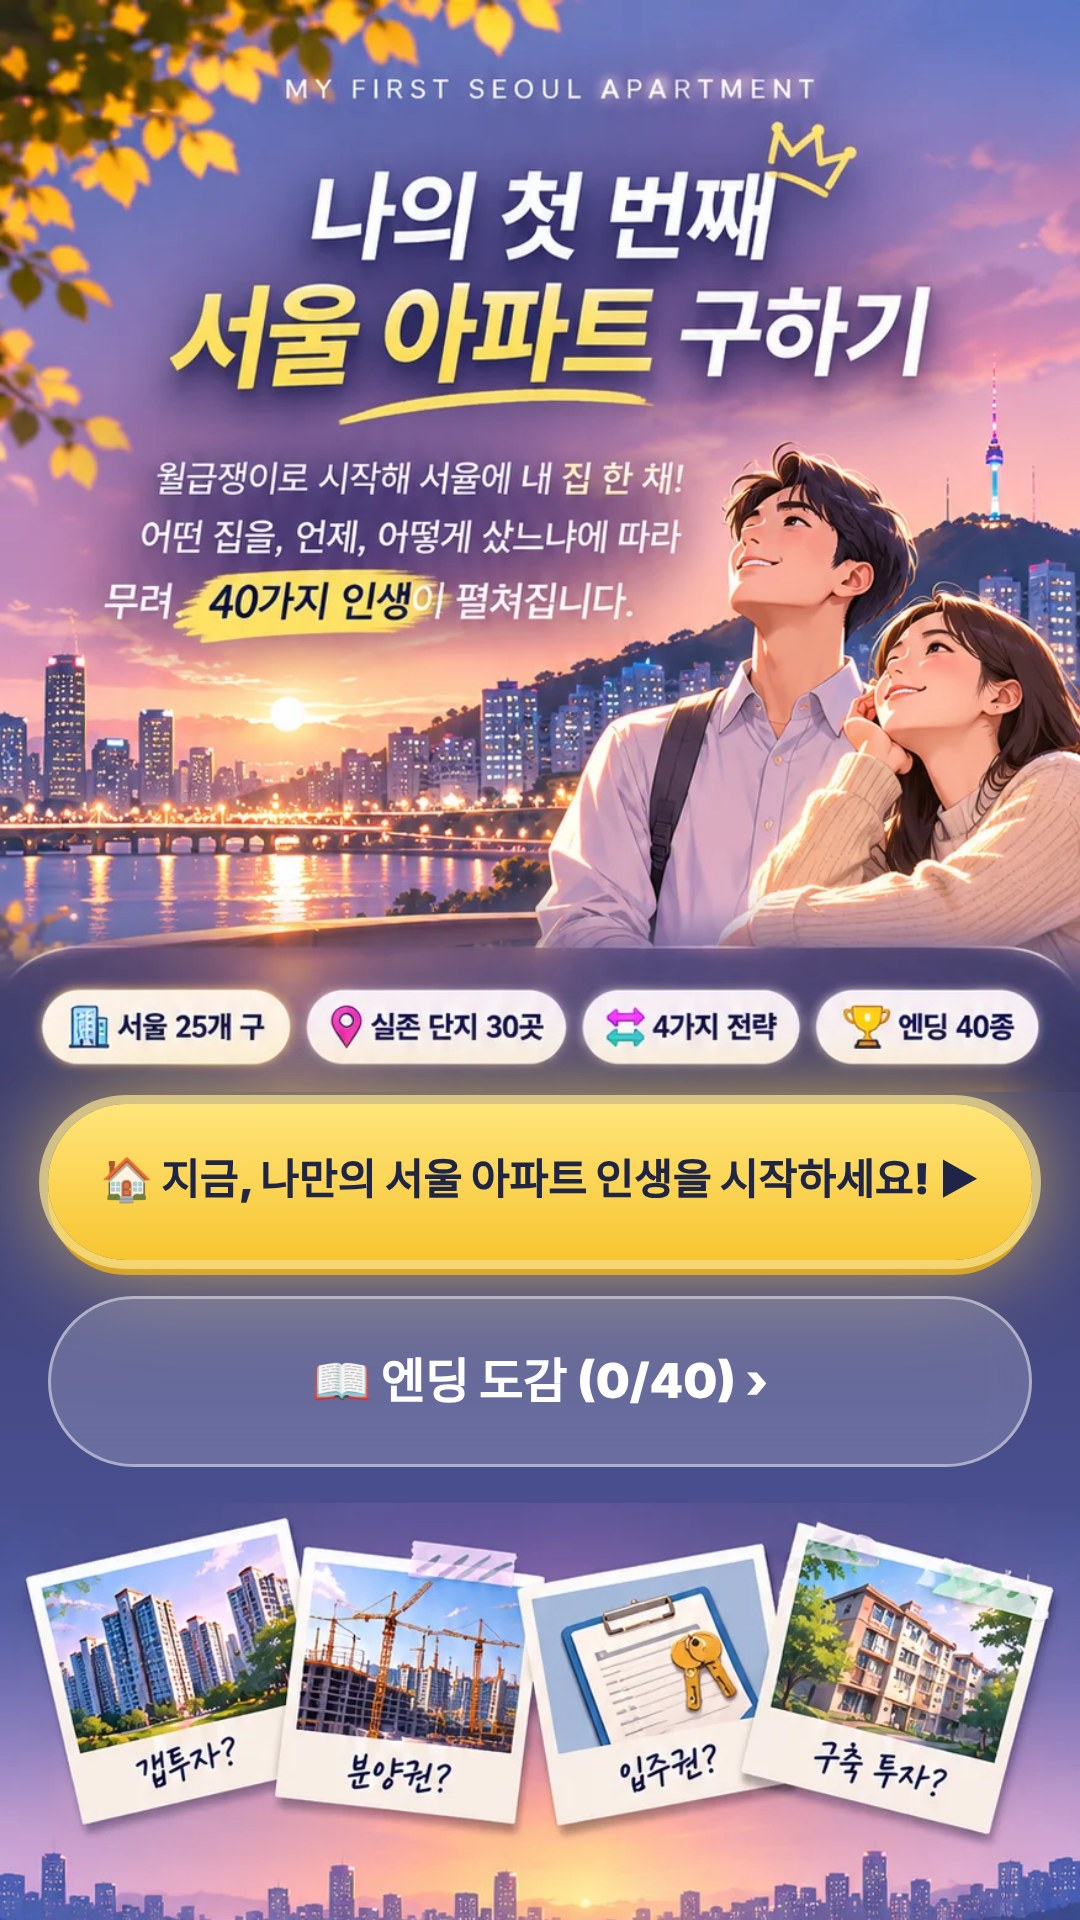 MY FIRST SEOUL APARTMENT
나의 첫 번째
서울 아파트 구하기
월급쟁이로 시작해 서울에 내 집 한 채!
어떤 집을, 언제, 어떻게 샀느냐에 따라
무려 40가지 인생이 펼쳐집니다.
서울 25개 구
실존 단지 30곳
4가지 전략
엔딩 40종
지금, 나만의 서울 아파트 인생을 시작하세요! ▶
엔딩 도감 (0/40) ›
갭투자?
분양권?
입주권?
구축 투자?